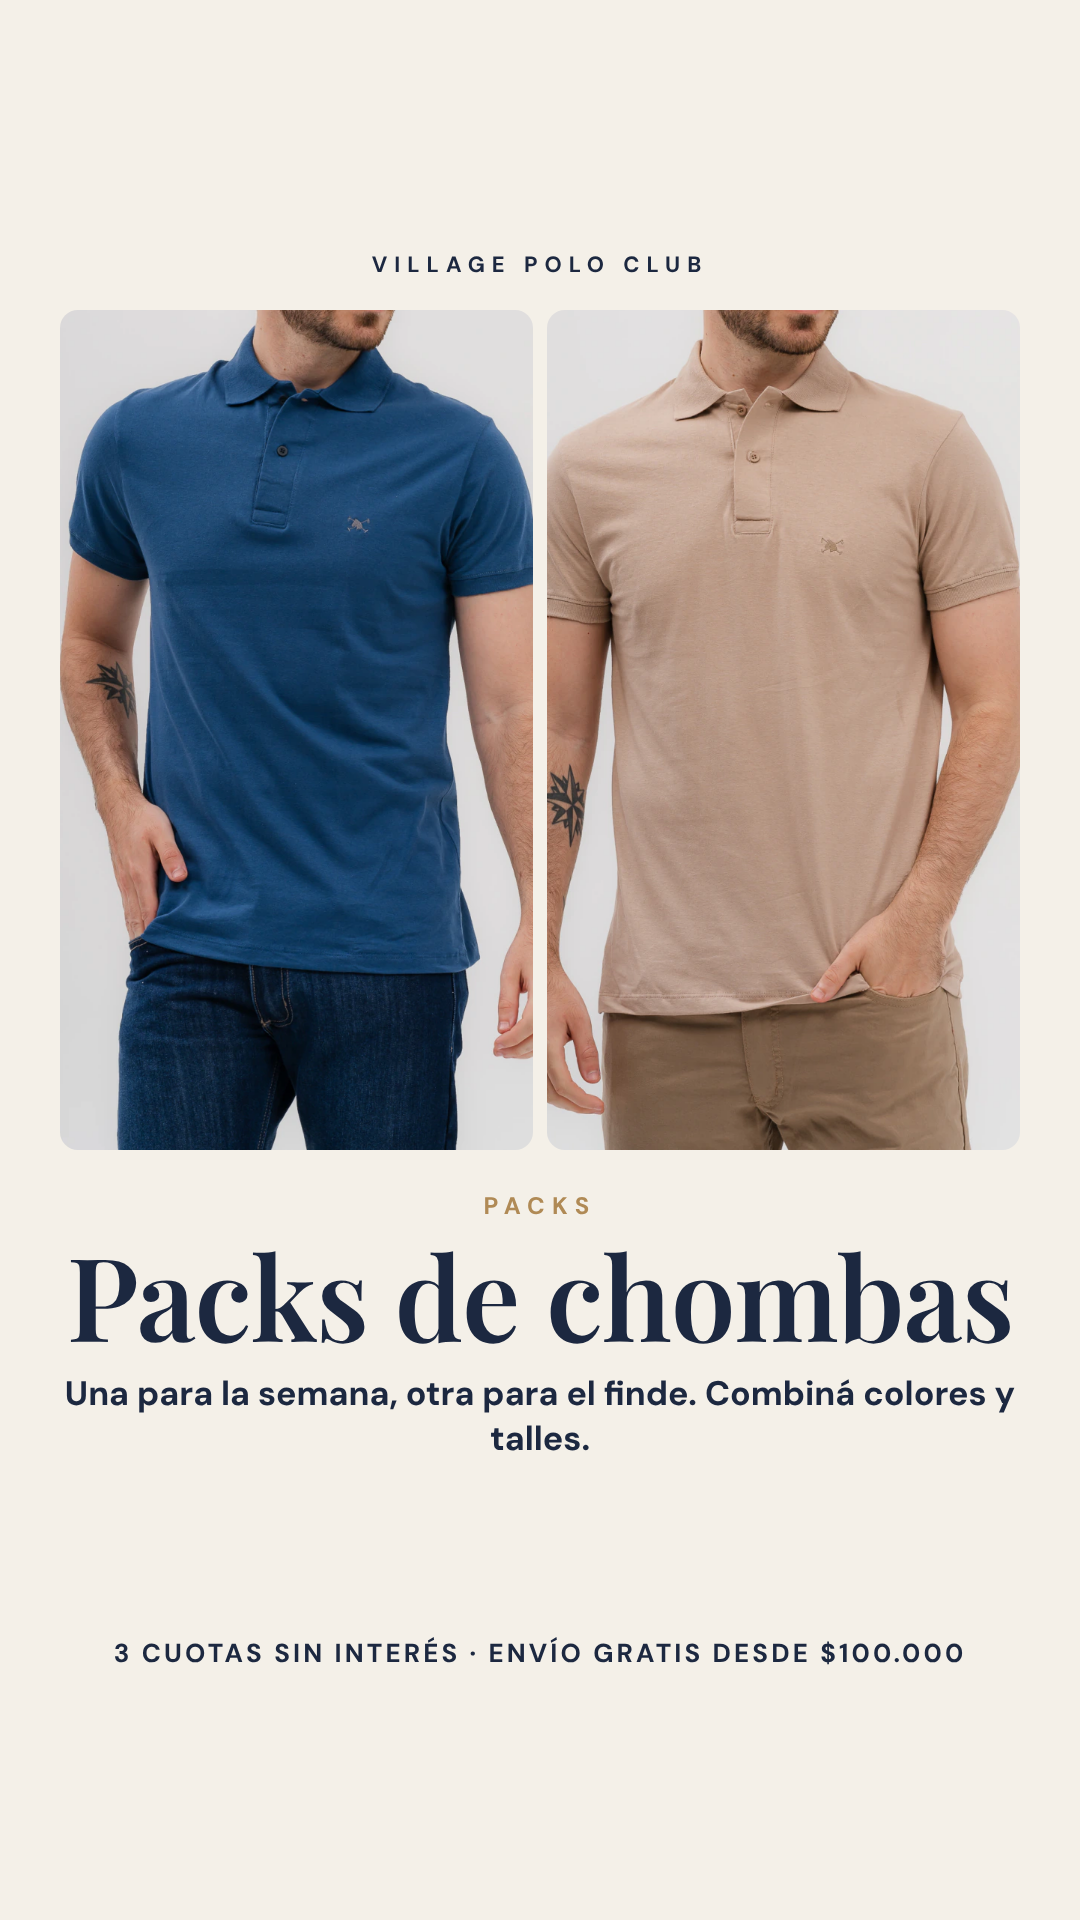 VILLAGE POLO CLUB
PACKS
Packs de chombas
Una para la semana, otra para el finde. Combiná colores y
talles.
3 CUOTAS SIN INTERÉS · ENVÍO GRATIS DESDE $100.000